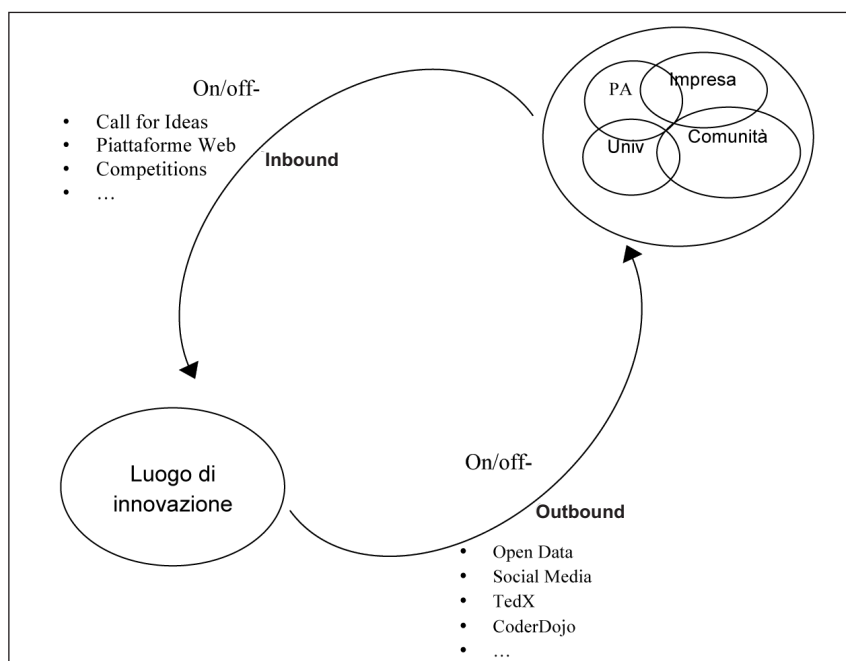 On/off-
• Call for Ideas
• Piattaforme Web
• Competitions
• …
Inbound
PA
Impresa
Univ
Comunità
Luogo di
innovazione
On/off-
Outbound
• Open Data
• Social Media
• TedX
• CoderDojo
• …